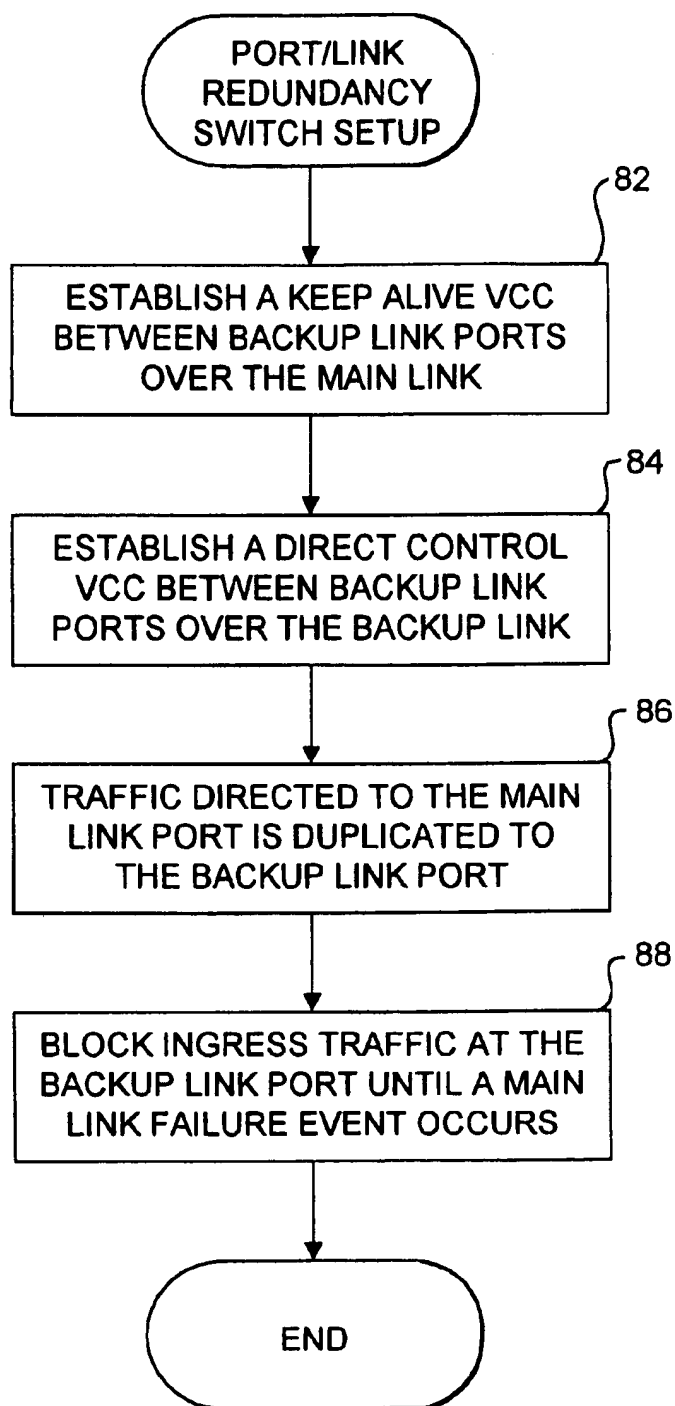 PORT/LINK
REDUNDANCY
SWITCH SETUP
82
ESTABLISH A KEEP ALIVE VCC
BETWEEN BACKUP LINK PORTS
OVER THE MAIN LINK
84
ESTABLISH A DIRECT CONTROL
VCC BETWEEN BACKUP LINK
PORTS OVER THE BACKUP LINK
86
TRAFFIC DIRECTED TO THE MAIN
LINK PORT IS DUPLICATED TO
THE BACKUP LINK PORT
88
BLOCK INGRESS TRAFFIC AT THE
BACKUP LINK PORT UNTIL A MAIN
LINK FAILURE EVENT OCCURS
END